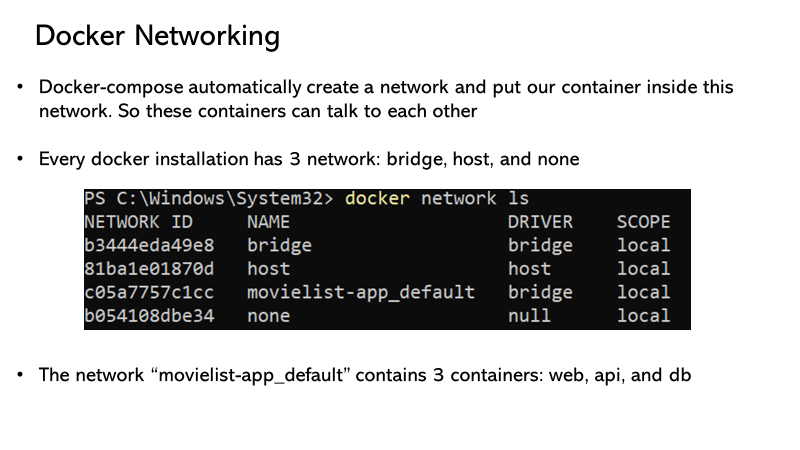 Docker Networking
• Docker-compose automatically create a network and put our container inside this
network. So these containers can talk to each other
• Every docker installation has 3 network: bridge, host, and none
PS C:\Windows\System32> docker network ls
NETWORK ID NAME DRIVER SCOPE
b3444eda49e8 bridge bridge local
81ba1e01870d host host local
c05a7757c1cc movielist-app_default bridge local
b054108dbe34 none null local
• The network “movielist-app_default” contains 3 containers: web, api, and db